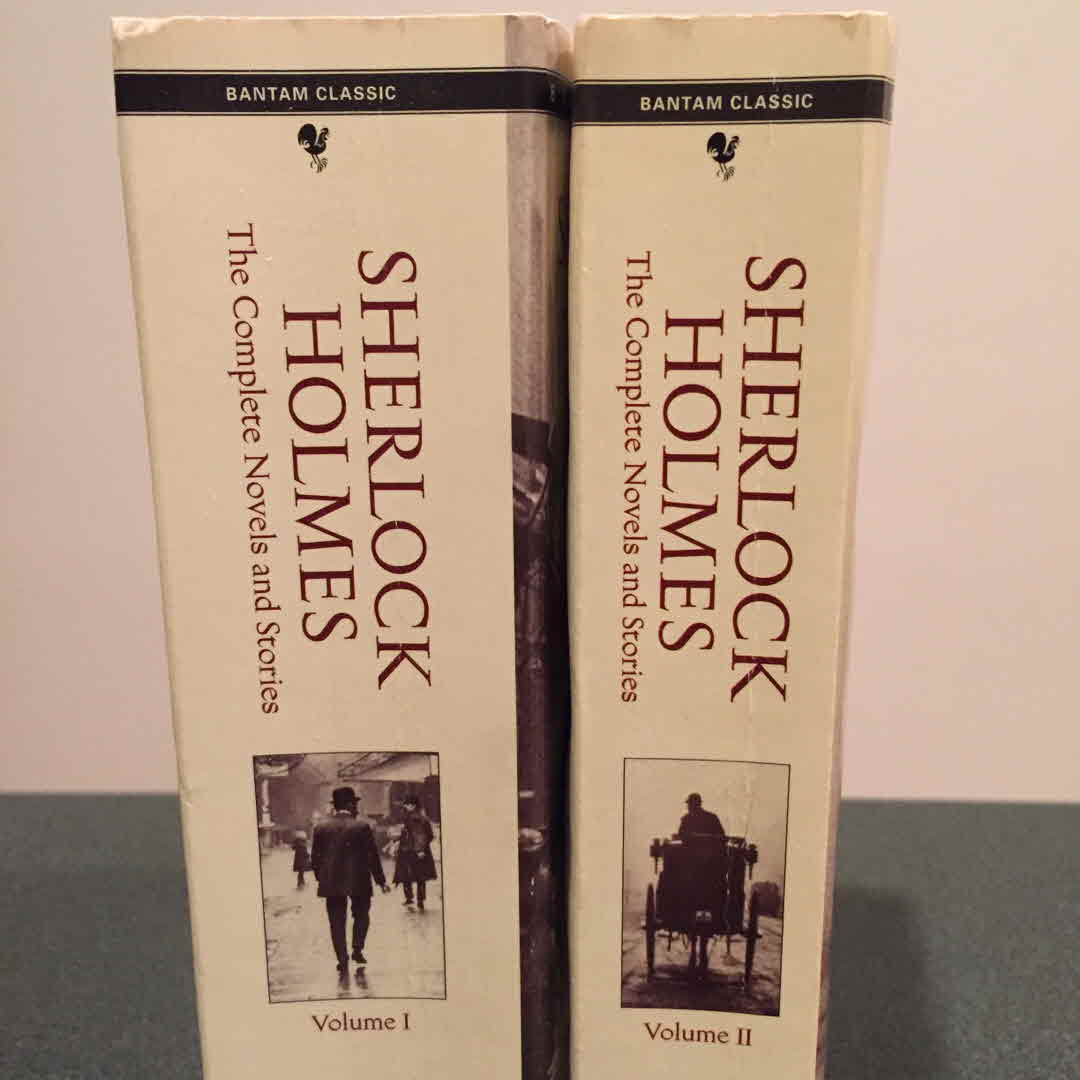 BANTAM CLASSIC
SHERLOCK
HOLMES
The Complete Novels and Stories
Volume I
BANTAM CLASSIC
SHERLOCK
HOLMES
The Complete Novels and Stories
Volume II